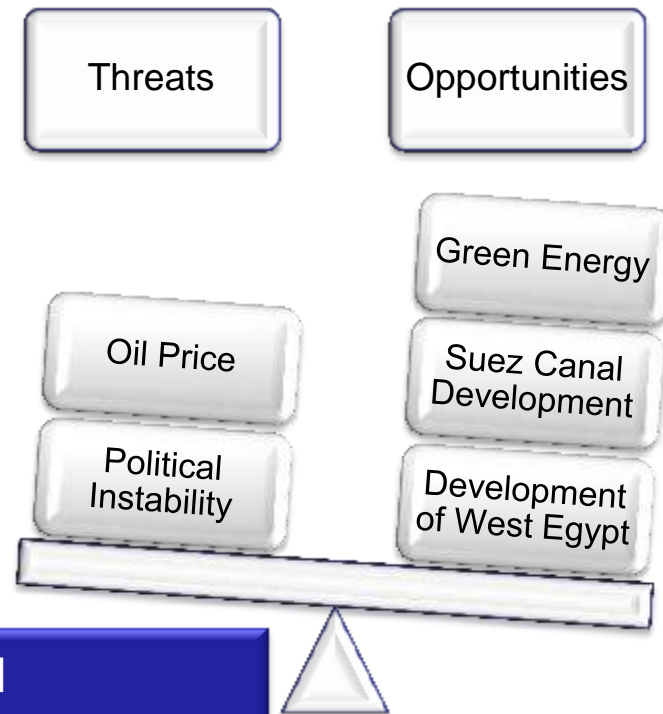 Threats
Opportunities
Green Energy
Oil Price
Suez Canal
Development
Political
Instability
Development
of West Egypt